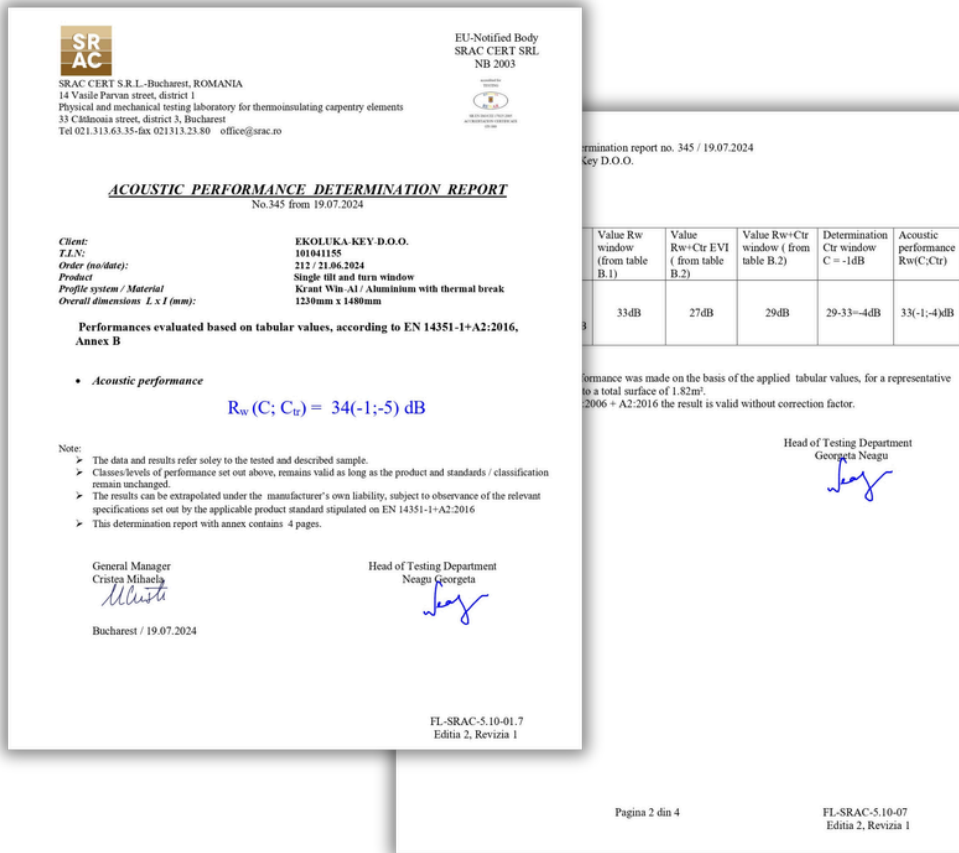 SR
AC
EU-Notified Body
SRAC CERT SRL
NB 2003
SRAC CERT S.R.L.-Bucharest, ROMANIA
14 Vasile Parvan street, district 1
Physical and mechanical testing laboratory for thermoinsulating carpentry elements
33 Cătănoaia street, district 3, Bucharest
Tel 021.313.63.35-fax 021313.23.80 office@srac.ro
ACOUSTIC PERFORMANCE DETERMINATION REPORT
No.345 from 19.07.2024
Client: EKOLUKA-KEY-D.O.O.
T.I.N: 101041155
Order (no/date): 212 / 21.06.2024
Product Single tilt and turn window
Profile system / Material Krant Win-Al / Aluminium with thermal break
Overall dimensions L x I (mm): 1230mm x 1480mm
Performances evaluated based on tabular values, according to EN 14351-1+A2:2016,
Annex B
• Acoustic performance
Rw (C; Ctr) = 34(-1;-5) dB
Note:
➢ The data and results refer soley to the tested and described sample.
➢ Classes/levels of performance set out above, remains valid as long as the product and standards / classification
remain unchanged.
➢ The results can be extrapolated under the manufacturer's own liability, subject to observance of the relevant
specifications set out by the applicable product standard stipulated on EN 14351-1+A2:2016
➢ This determination report with annex contains 4 pages.
General Manager
Cristea Mihaela
Head of Testing Department
Neagu Georgeta
Bucharest / 19.07.2024
FL-SRAC-5.10-01.7
Editia 2, Revizia 1
rmination report no. 345 / 19.07.2024
Key D.O.O.
Value Rw window (from table B.1)
Value Rw+Ctr EVI ( from table B.2)
Value Rw+Ctr window ( from table B.2)
Determination Ctr window C = -1dB
Acoustic performance Rw(C;Ctr)
33dB 27dB 29dB 29-33=-4dB 33(-1;-4)dB
formance was made on the basis of the applied tabular values, for a representative
to a total surface of 1.82m².
:2006 + A2:2016 the result is valid without correction factor.
Head of Testing Department
Georgeta Neagu
Pagina 2 din 4
FL-SRAC-5.10-07
Editia 2, Revizia 1